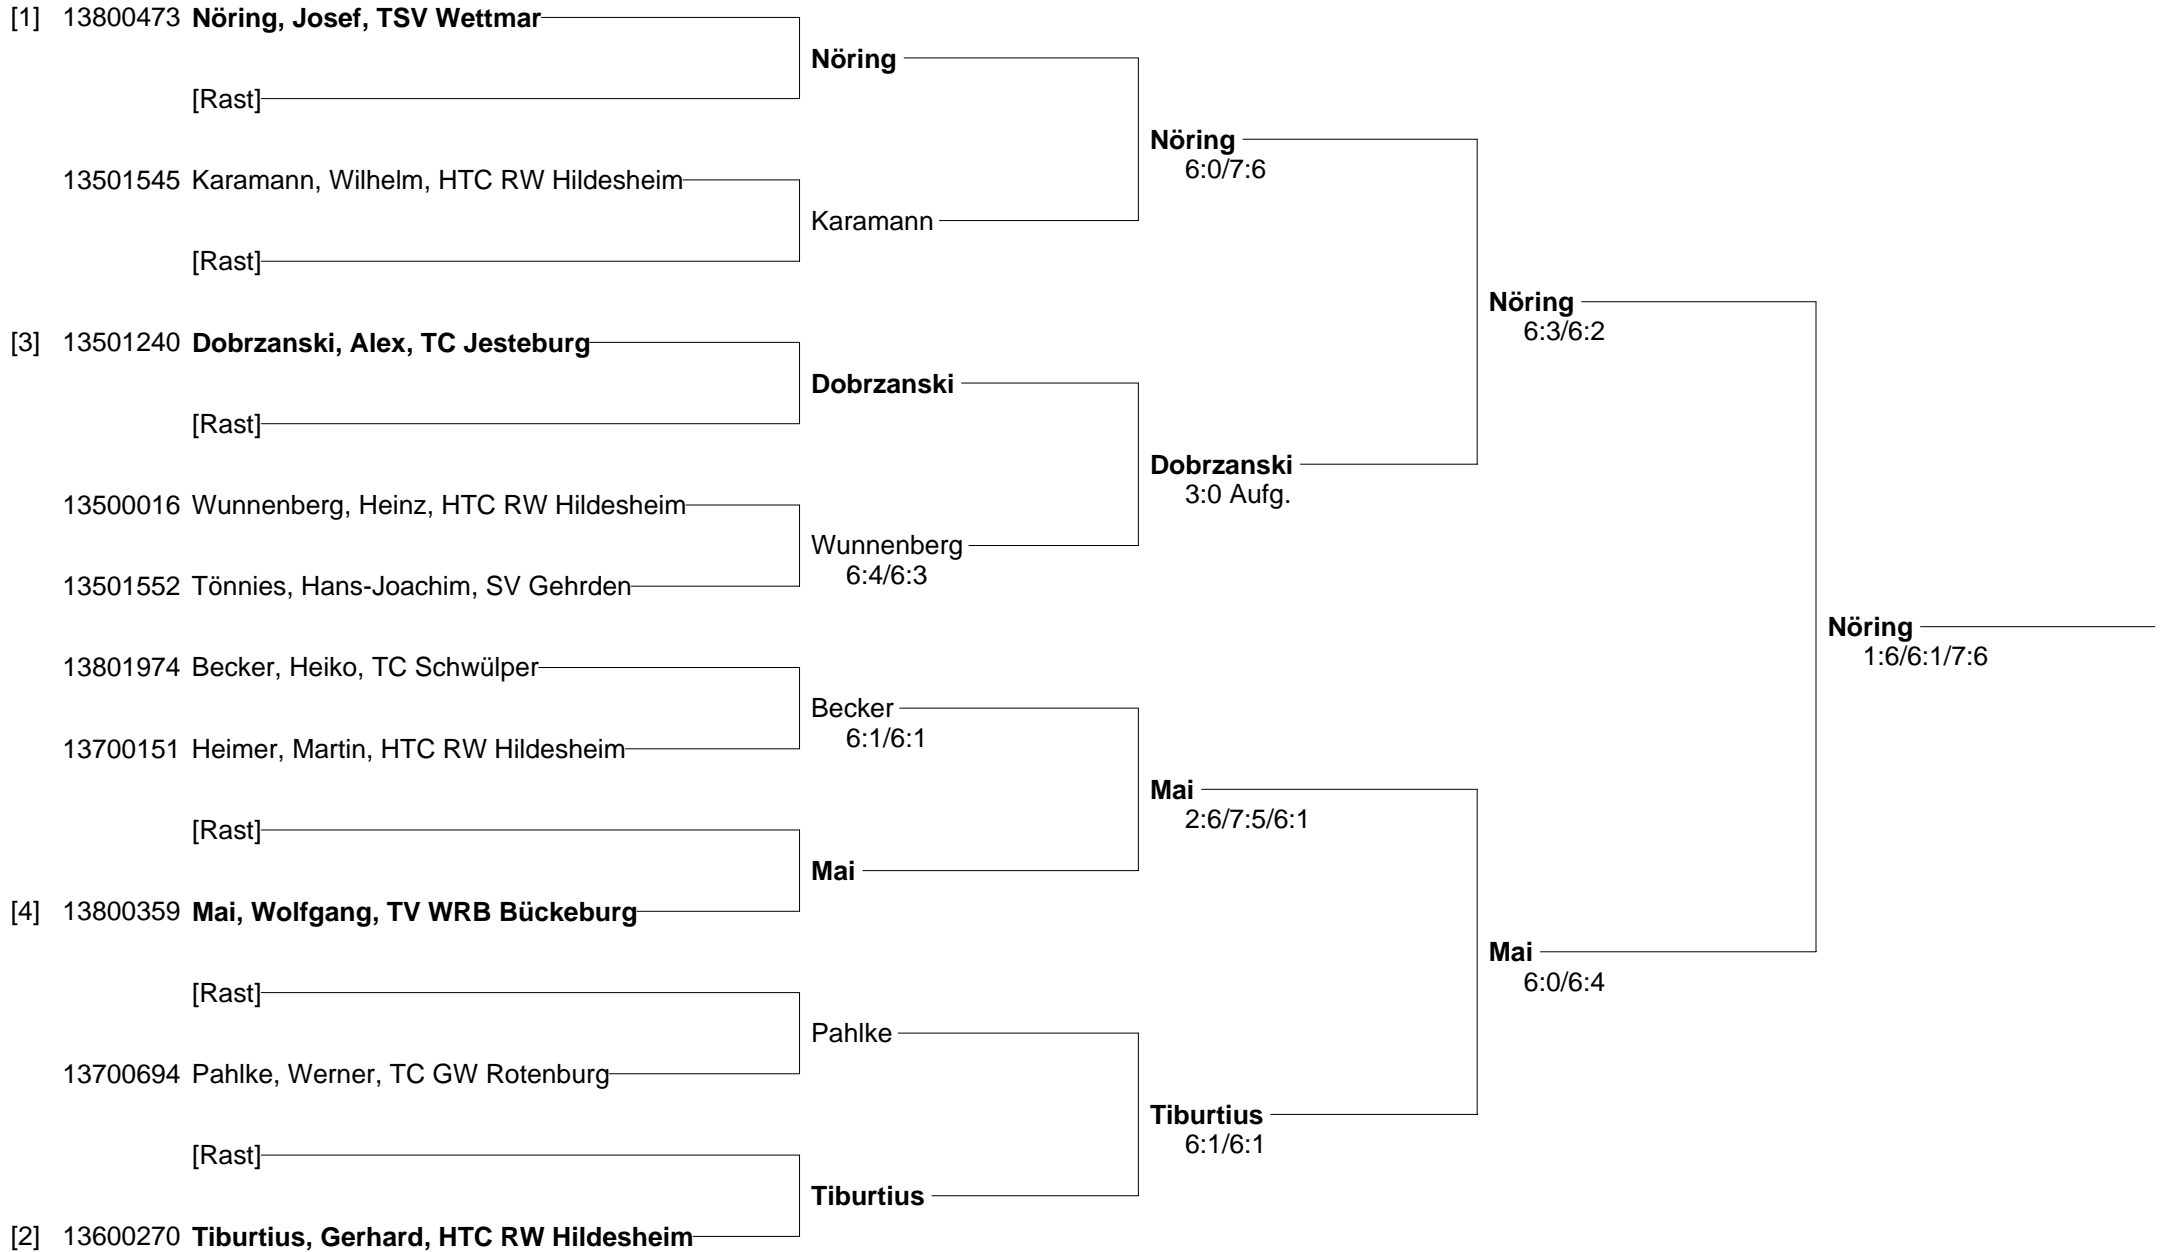 [1] 13800473 Nöring, Josef, TSV Wettmar
Nöring
[Rast]
Nöring
6:0/7:6
13501545 Karamann, Wilhelm, HTC RW Hildesheim
Karamann
[Rast]
Nöring
6:3/6:2
[3] 13501240 Dobrzanski, Alex, TC Jesteburg
Dobrzanski
[Rast]
Dobrzanski
3:0 Aufg.
13500016 Wunnenberg, Heinz, HTC RW Hildesheim
Wunnenberg
6:4/6:3
13501552 Tönnies, Hans-Joachim, SV Gehrden
Nöring
1:6/6:1/7:6
13801974 Becker, Heiko, TC Schwülper
Becker
6:1/6:1
13700151 Heimer, Martin, HTC RW Hildesheim
Mai
2:6/7:5/6:1
[Rast]
Mai
[4] 13800359 Mai, Wolfgang, TV WRB Bückeburg
Mai
6:0/6:4
[Rast]
Pahlke
13700694 Pahlke, Werner, TC GW Rotenburg
Tiburtius
6:1/6:1
[Rast]
Tiburtius
[2] 13600270 Tiburtius, Gerhard, HTC RW Hildesheim